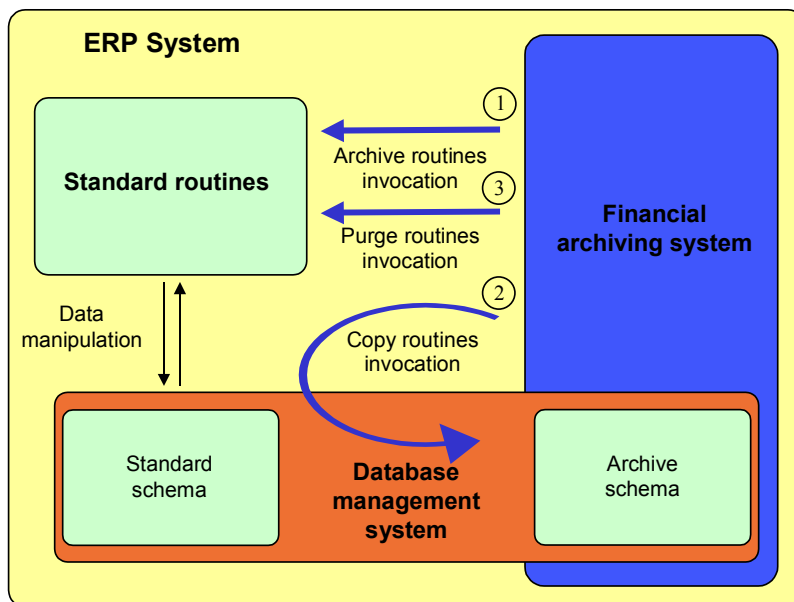 ERP System
Standard routines
1
Archive routines
invocation
3
Purge routines
invocation
Financial
archiving system
2
Copy routines
invocation
Data
manipulation
Standard
schema
Database
management
system
Archive
schema